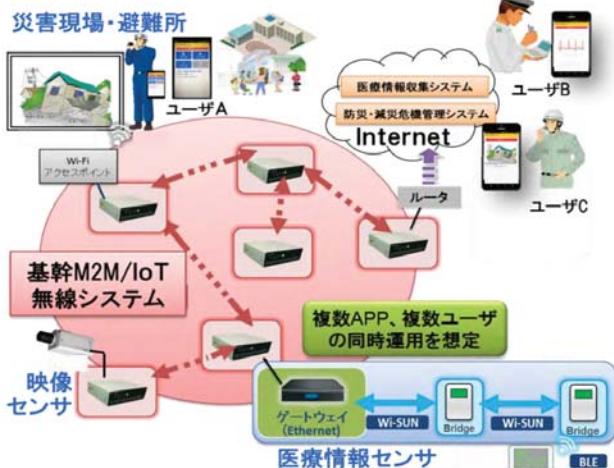 災害現場・避難所
ユーザA
医療情報収集システム
防災・減災危機管理システム
Internet
ユーザB
ユーザC
Wi-Fi
アクセスポイント
ルータ
基幹M2M/IoT
無線システム
複数APP、複数ユーザ
の同時運用を想定
映像
センサ
ゲートウェイ
(Ethernet)
Wi-SUN
Bridge
Wi-SUN
Bridge
医療情報センサ
BLE